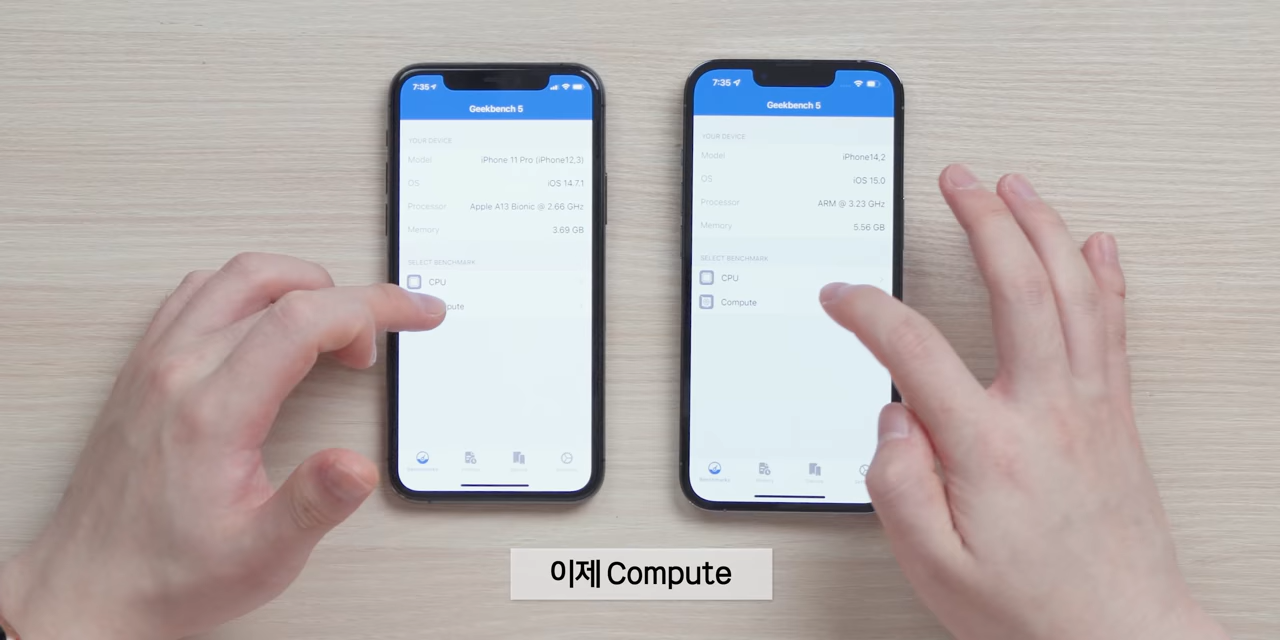 7:35
Geekbench 5
YOUR DEVICE
Model iPhone 11 Pro (iPhone12,3)
OS iOS 14.7.1
Processor Apple A13 Bionic @ 2.66 GHz
Memory 3.69 GB
SELECT BENCHMARK
CPU
pute
7:35
Geekbench 5
YOUR DEVICE
Model iPhone14,2
OS iOS 15.0
Processor ARM @ 3.23 GHz
Memory 5.56 GB
SELECT BENCHMARK
CPU
Compute
Benchmarks
이제 Compute